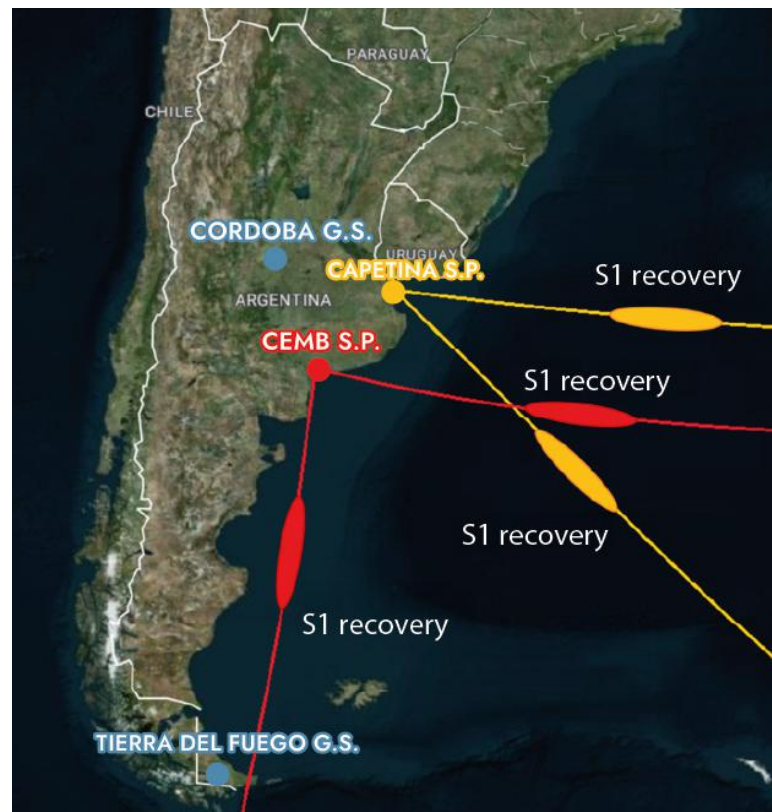 PARAGUAY
CHILE
CORDOBA G.S.
URUGUAY
CAPETINA S.P.
S1 recovery
ARGENTINA
CEMB S.P.
S1 recovery
S1 recovery
S1 recovery
TIERRA DEL FUEGO G.S.